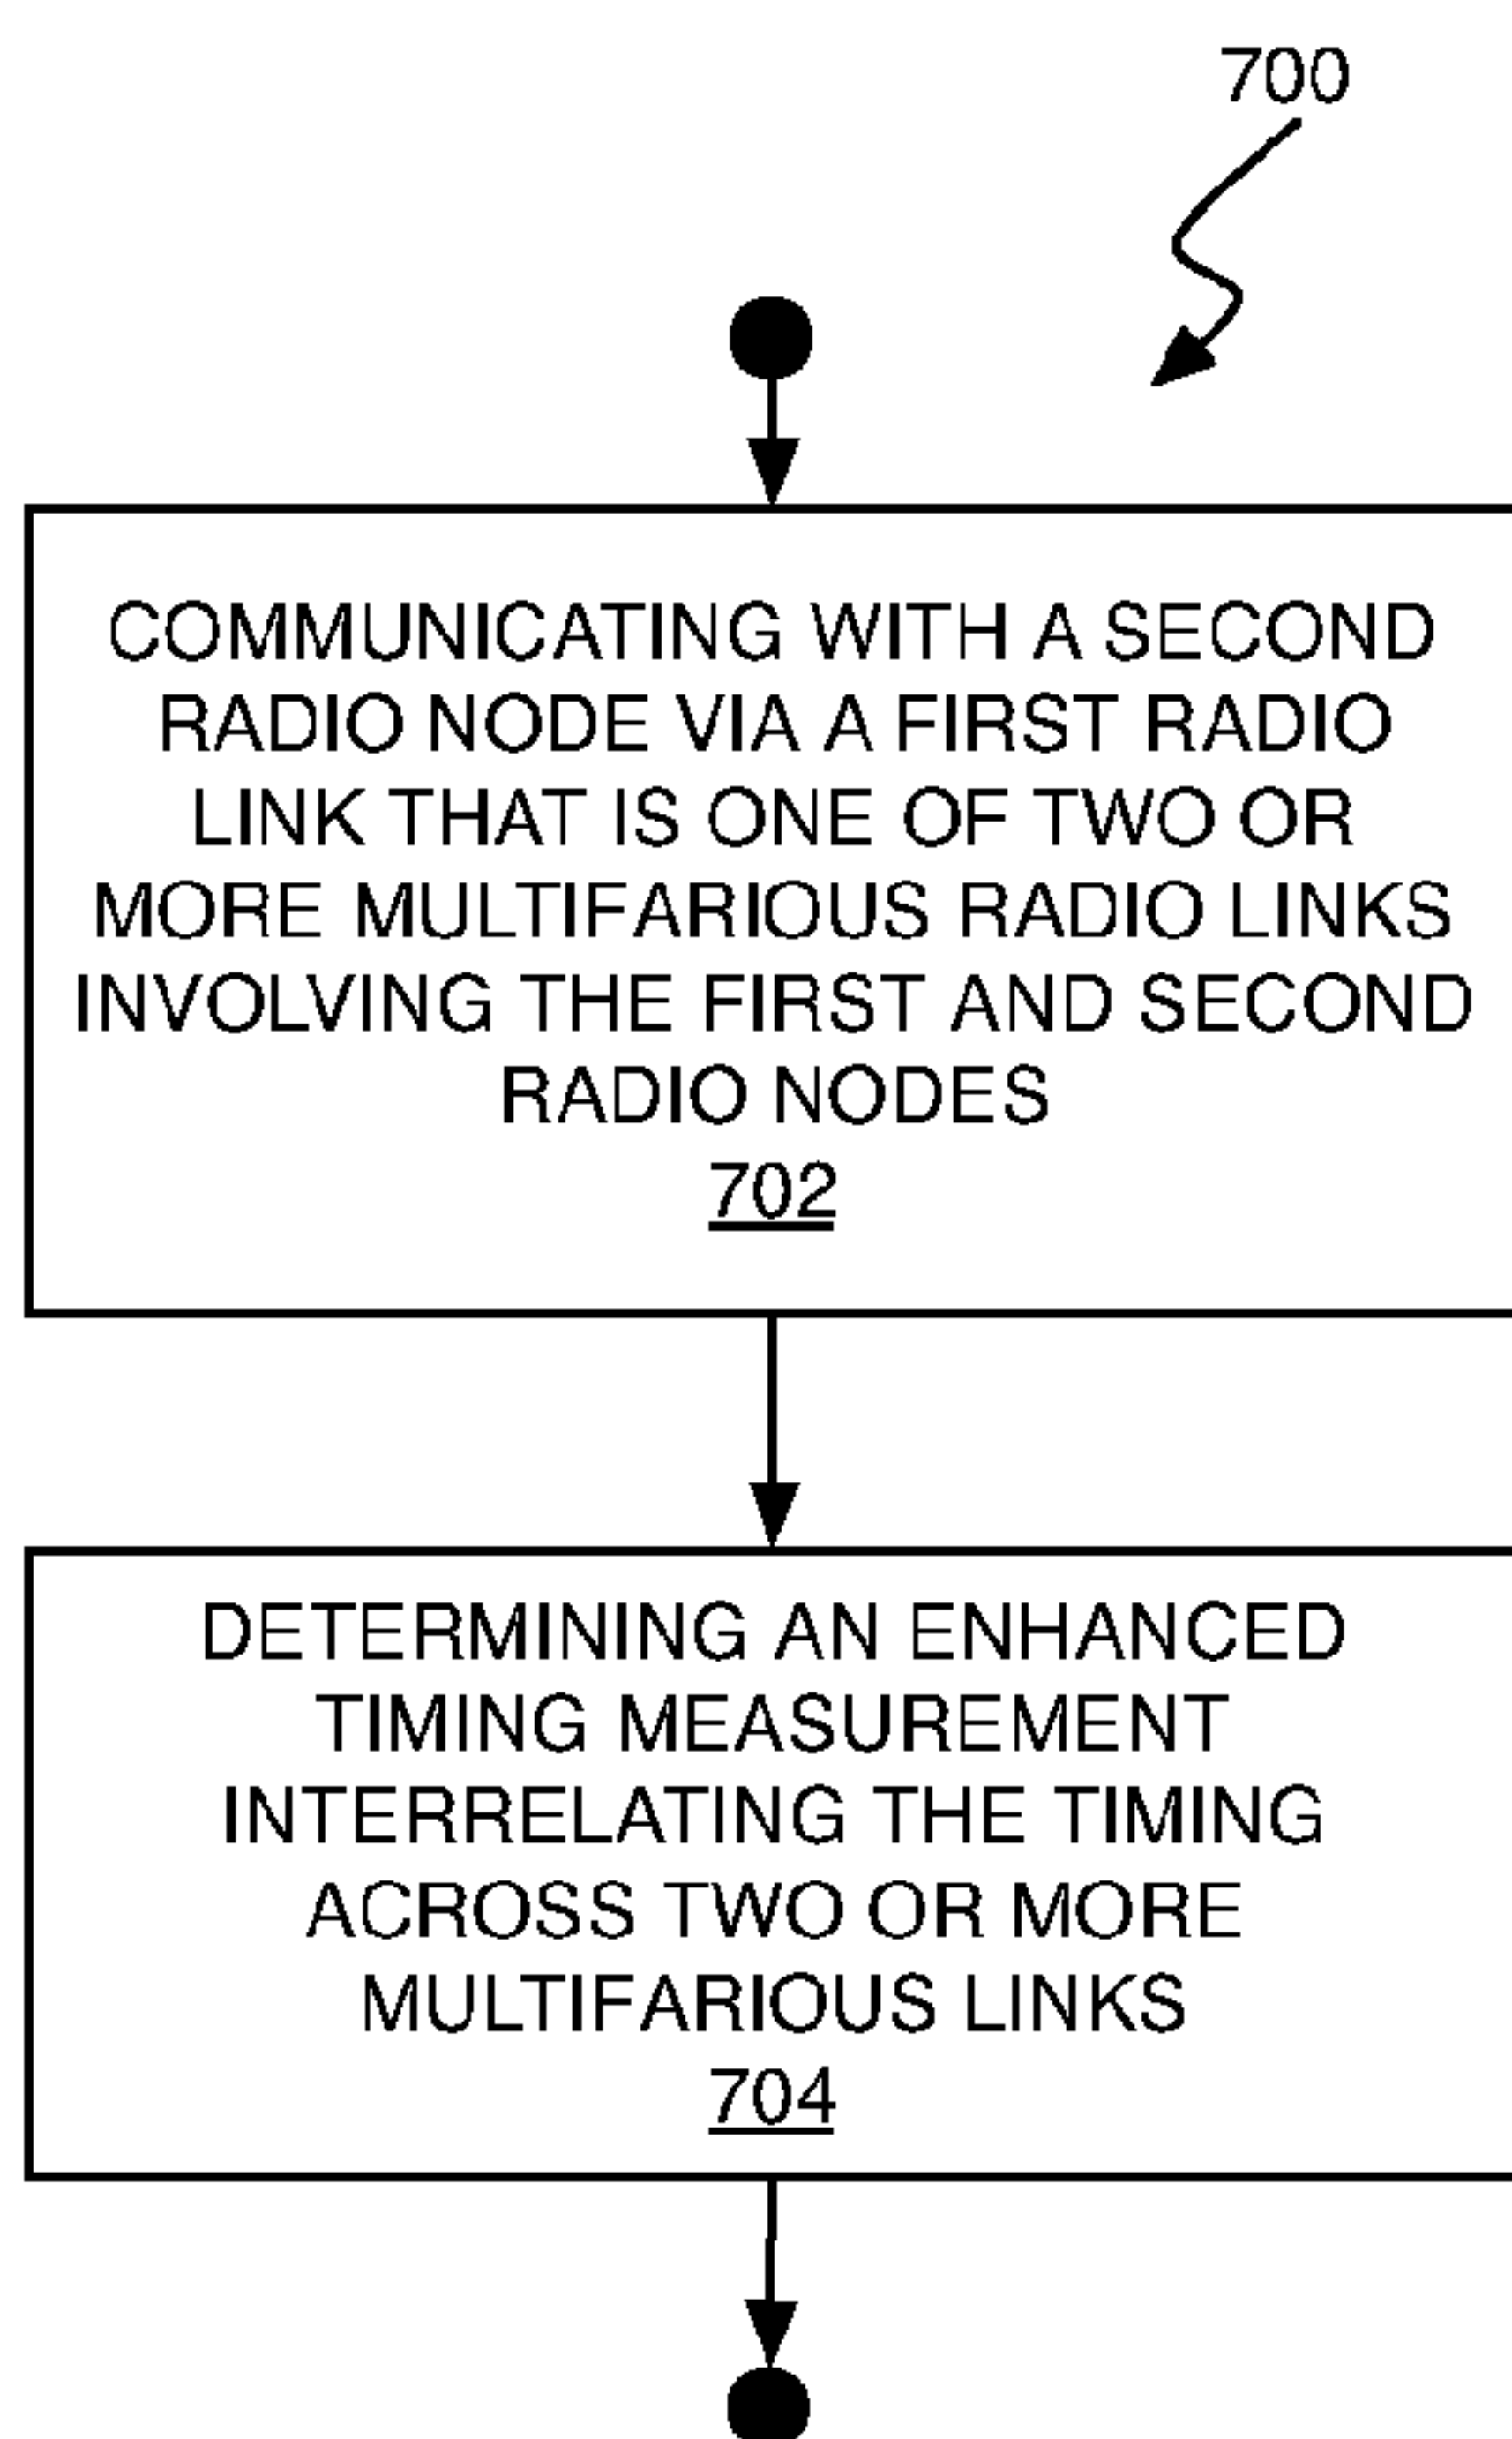 700
COMMUNICATING WITH A SECOND
RADIO NODE VIA A FIRST RADIO
LINK THAT IS ONE OF TWO OR
MORE MULTIFARIOUS RADIO LINKS
INVOLVING THE FIRST AND SECOND
RADIO NODES
702
DETERMINING AN ENHANCED
TIMING MEASUREMENT
INTERRELATING THE TIMING
ACROSS TWO OR MORE
MULTIFARIOUS LINKS
704